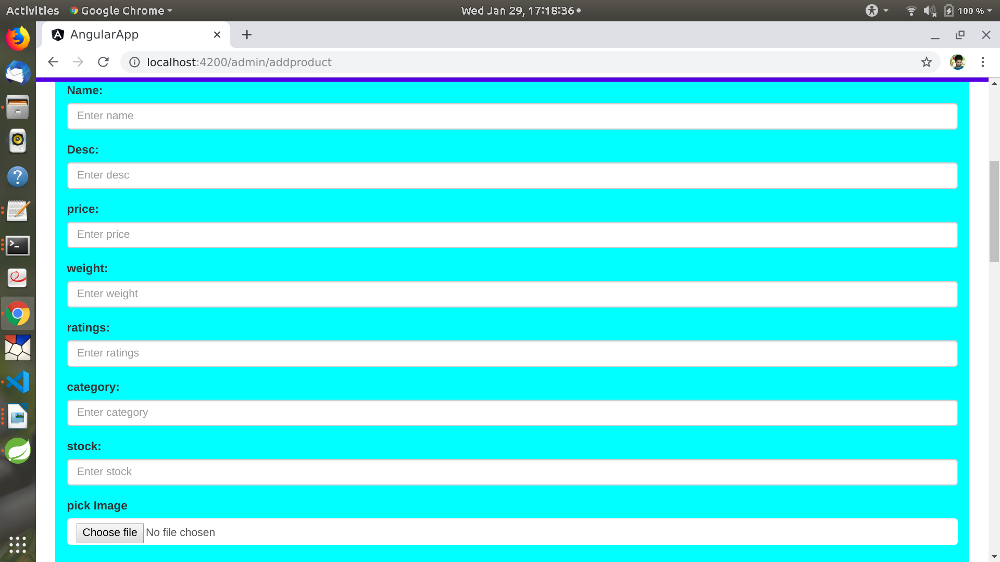 Activities Google Chrome Wed Jan 29, 17:18:36 100 %
AngularApp
localhost:4200/admin/addproduct
Name:
Enter name
Desc:
Enter desc
price:
Enter price
weight:
Enter weight
ratings:
Enter ratings
category:
Enter category
stock:
Enter stock
pick Image
Choose file No file chosen